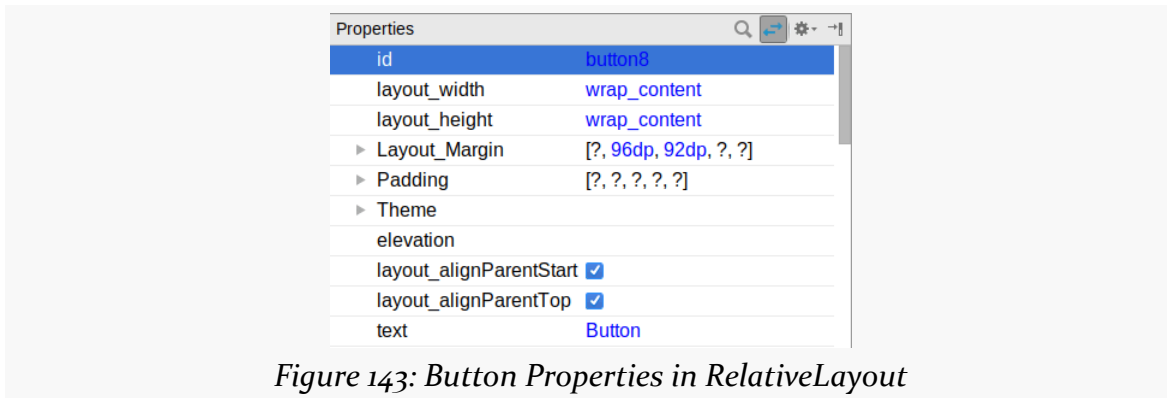 Properties
id button8
layout_width wrap_content
layout_height wrap_content
Layout_Margin [?, 96dp, 92dp, ?, ?]
Padding [?, ?, ?, ?, ?]
Theme
elevation
layout_alignParentStart
layout_alignParentTop
text Button
Figure 143: Button Properties in RelativeLayout